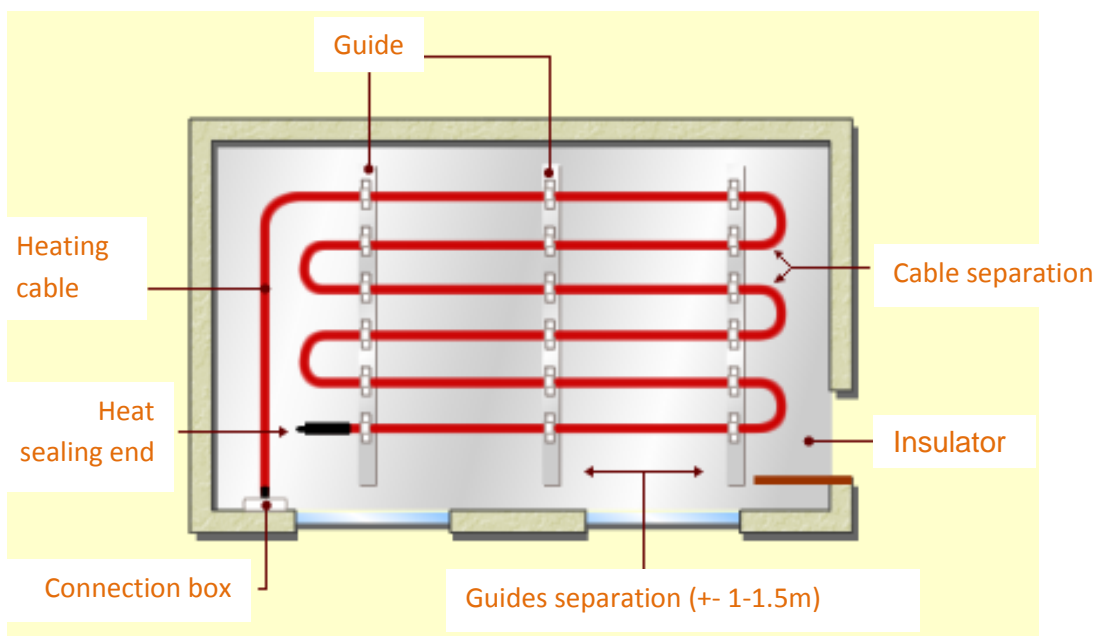 Guide
Heating
cable
Cable separation
Heat
sealing end
Insulator
Connection box
Guides separation (+- 1-1.5m)